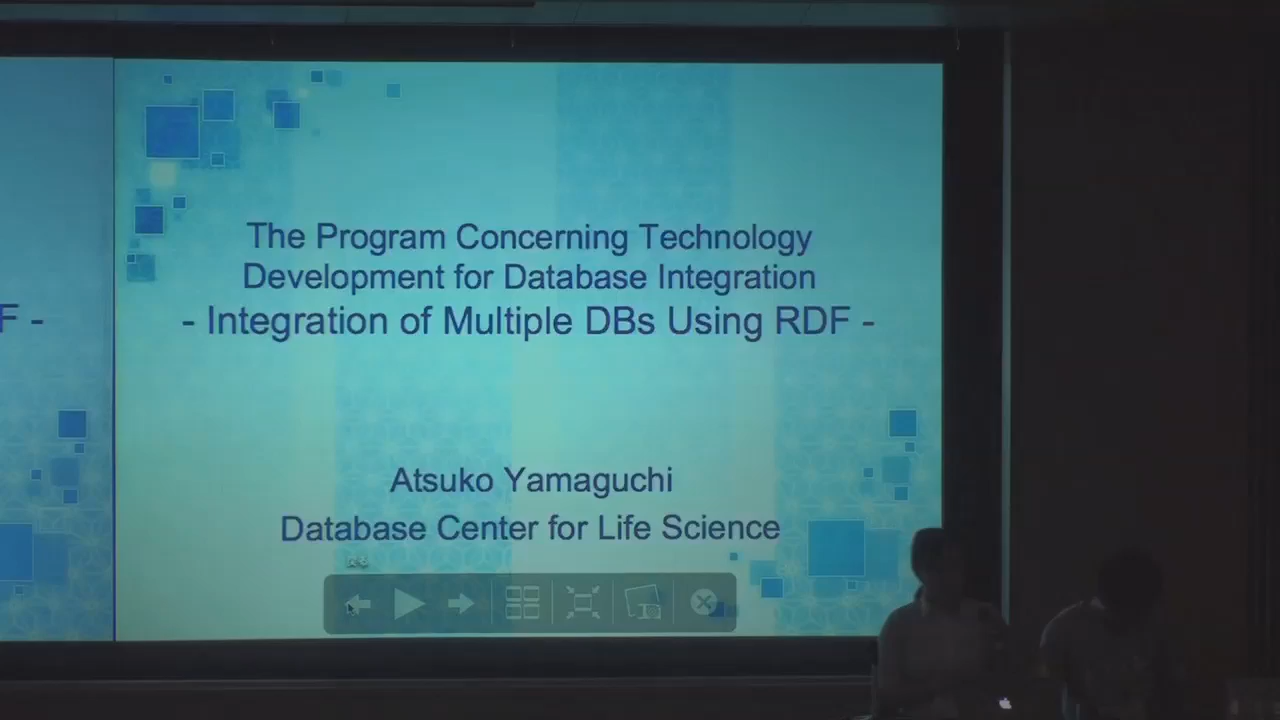 The Program Concerning Technology
Development for Database Integration
F -
- Integration of Multiple DBs Using RDF -
Atsuko Yamaguchi
Database Center for Life Science